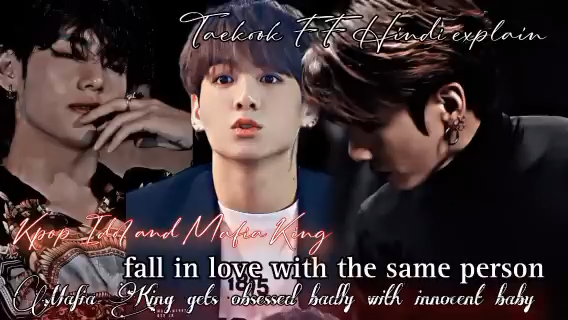 Taekook FF Hindi explain
Kpop Idol and Mafia King
fall in love with the same person
Mafia King gets obsessed badly with innocent baby